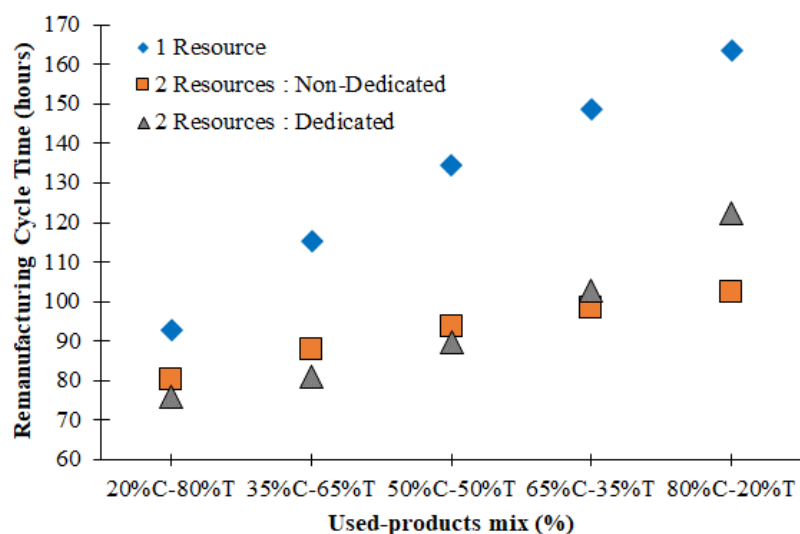 170
160
150
140
130
120
110
100
90
80
70
60
Remanufacturing Cycle Time (hours)
1 Resource
2 Resources : Non-Dedicated
2 Resources : Dedicated
20%C-80%T 35%C-65%T 50%C-50%T 65%C-35%T 80%C-20%T
Used-products mix (%)